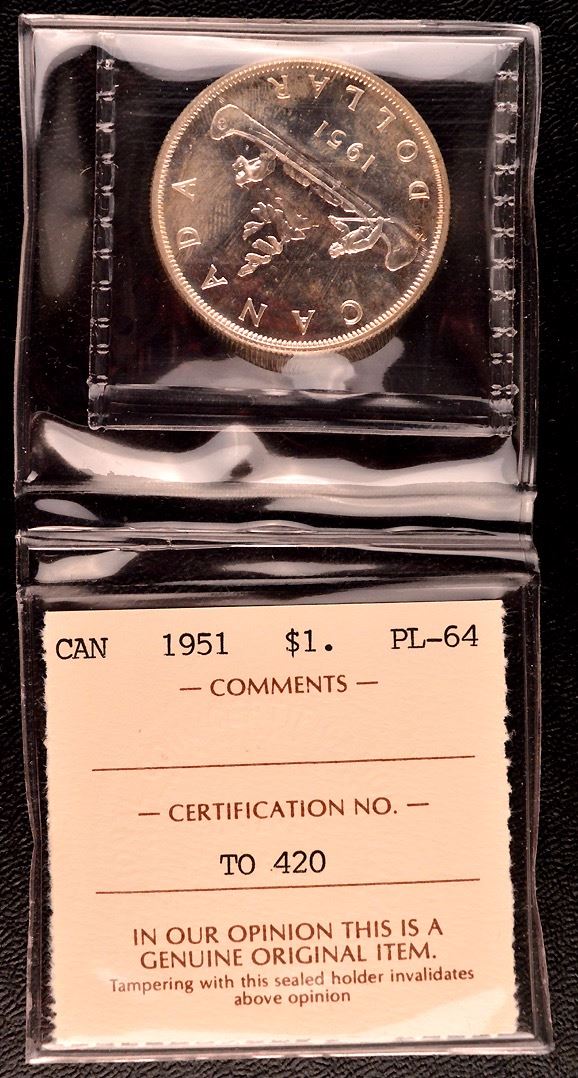 CANADA
1951
DOLLAR
CAN 1951 $1. PL-64
— COMMENTS —
— CERTIFICATION NO. —
TO 420
IN OUR OPINION THIS IS A
GENUINE ORIGINAL ITEM.
Tampering with this sealed holder invalidates
above opinion